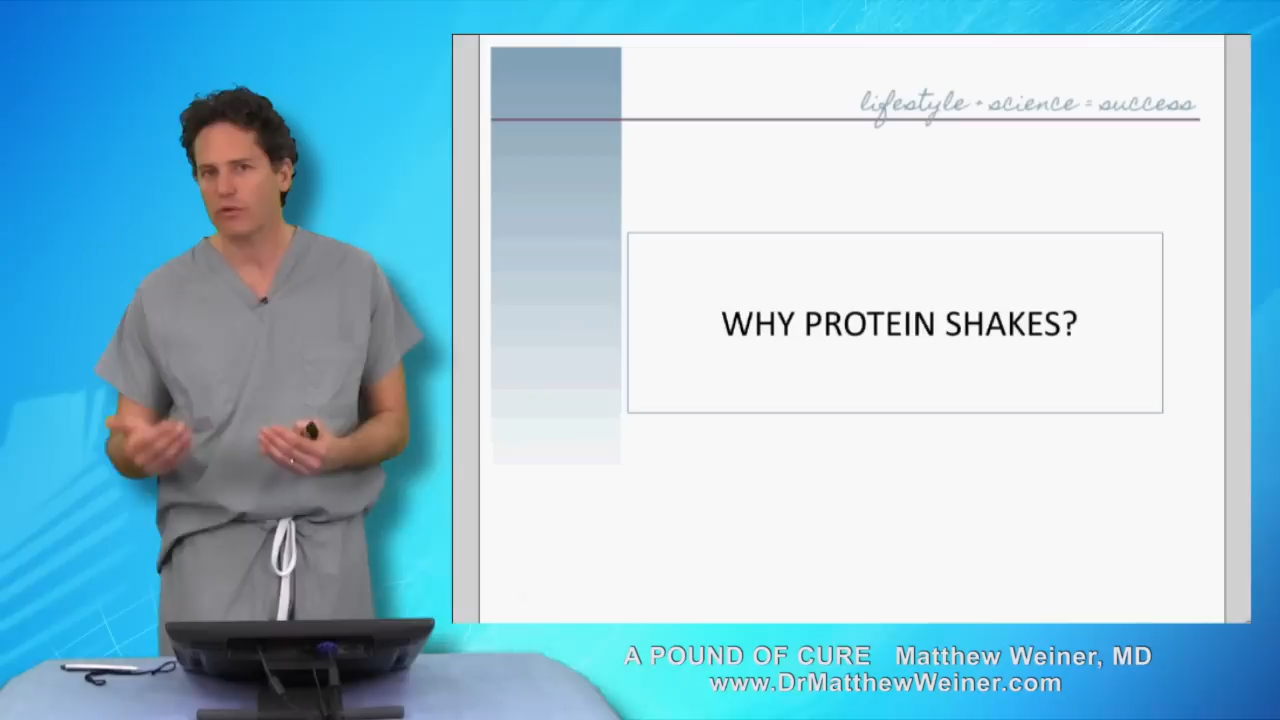 lifestyle + science = success
WHY PROTEIN SHAKES?
A POUND OF CURE Matthew Weiner, MD
www.DrMatthewWeiner.com